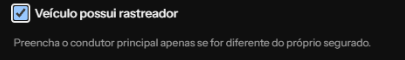 Veículo possui rastreador
Preencha o condutor principal apenas se for diferente do próprio segurado.